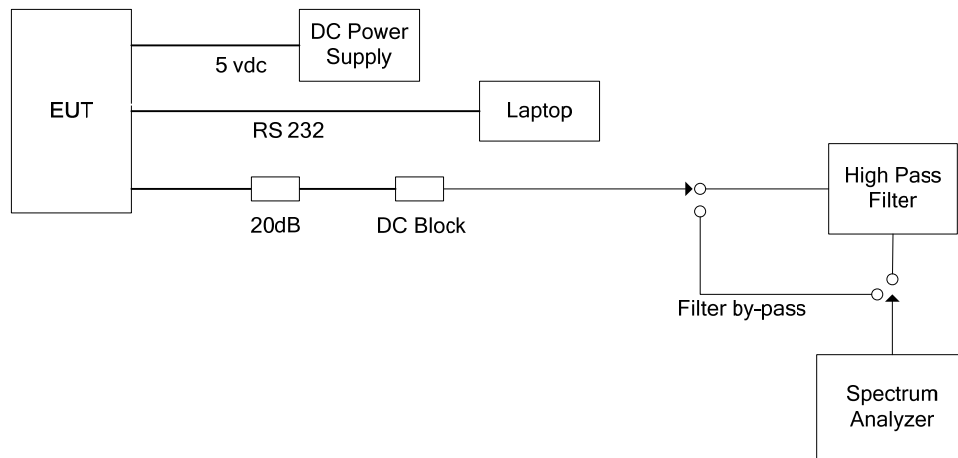 DC Power
Supply
5 vdc
EUT
RS 232
Laptop
20dB
DC Block
High Pass
Filter
Filter by-pass
Spectrum
Analyzer